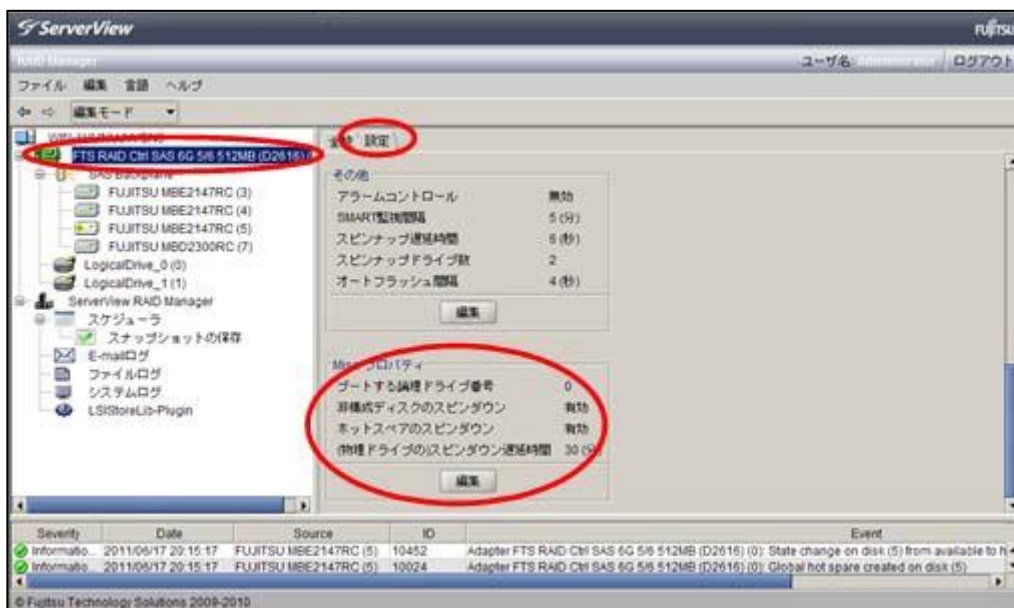 ServerView
FUJITSU
RAID Manager
ユーザ名
ログアウト
ファイル 編集 言語 ヘルプ
編集モード
FTS RAID Ctrl SAS 6G 5/6 512MB (D2616)
SAS Backplane
FUJITSU MBE2147RC (3)
FUJITSU MBE2147RC (4)
FUJITSU MBE2147RC (5)
FUJITSU MBD2300RC (7)
LogicalDrive_0 (0)
LogicalDrive_1 (1)
ServerView RAID Manager
スケジューラ
スナップショットの保存
E-mailログ
ファイルログ
システムログ
LSIStoreLib-Plugin
設定
その他
アラームコントロール 無効
SMART監視間隔 5 (分)
スピンナップ遅延時間 6 (秒)
スピンナップドライブ数 2
オートフラッシュ間隔 4 (秒)
編集
プロパティ
ブートする論理ドライブ番号 0
非構成ディスクのスピンダウン 有効
ホットスペアのスピンダウン 有効
(物理ドライブの)スピンダウン遅延時間 30 (分)
編集
Severity Date Source ID Event
Informatio... 2011/06/17 20:15:17 FUJITSU MBE2147RC (5) 10452 Adapter FTS RAID Ctrl SAS 6G 5/6 512MB (D2616) (0): State change on disk (5) from available to h
Informatio... 2011/06/17 20:15:17 FUJITSU MBE2147RC (5) 10024 Adapter FTS RAID Ctrl SAS 6G 5/6 512MB (D2616) (0): Global hot spare created on disk (5)
© Fujitsu Technology Solutions 2009-2010